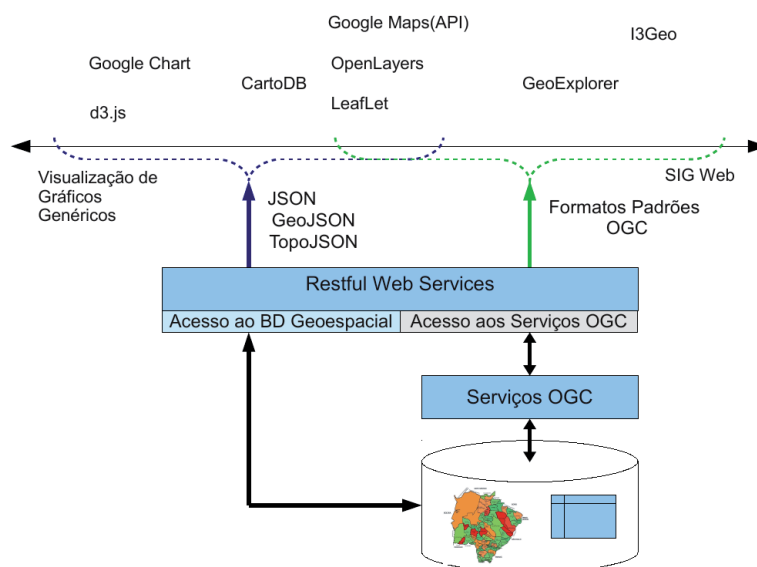 Google Maps(API)
I3Geo
Google Chart
OpenLayers
CartoDB
GeoExplorer
LeafLet
d3.js
Visualização de
Gráficos
Genéricos
SIG Web
JSON
GeoJSON
TopoJSON
Formatos Padrões
OGC
Restful Web Services
Acesso ao BD Geoespacial
Acesso aos Serviços OGC
Serviços OGC